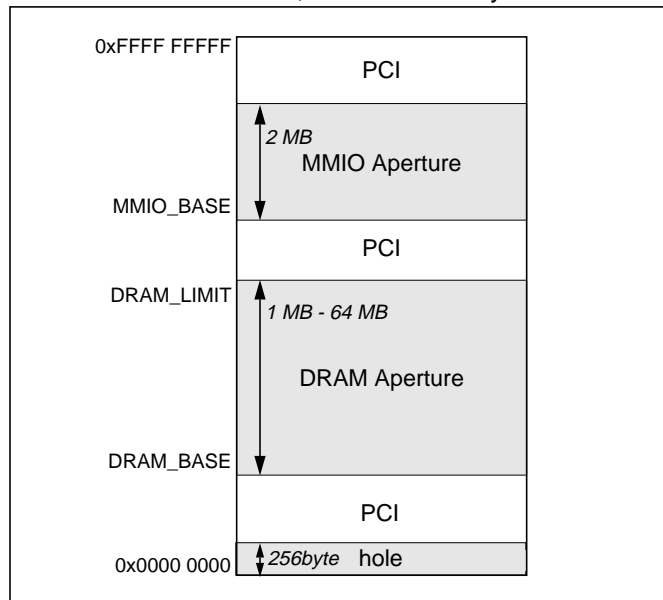 0xFFFF FFFFF
PCI
2 MB
MMIO Aperture
MMIO_BASE
PCI
DRAM_LIMIT
1 MB - 64 MB
DRAM Aperture
DRAM_BASE
PCI
256byte hole
0x0000 0000